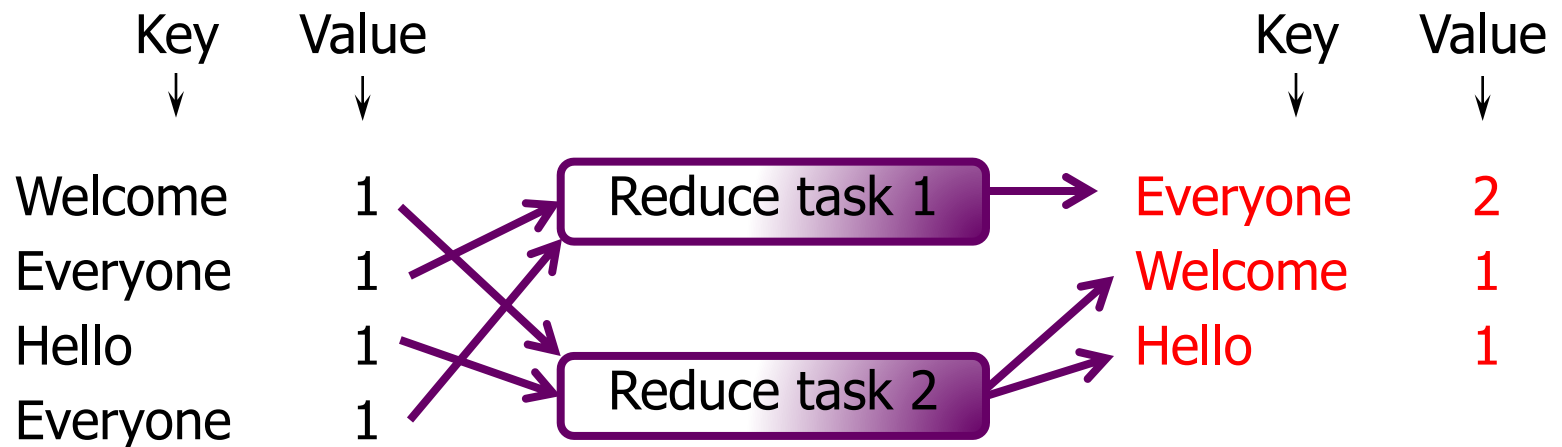 Key Value Key Value
Welcome 1 Reduce task 1 Everyone 2
Everyone 1 Welcome 1
Hello 1 Hello 1
Reduce task 2
Everyone 1